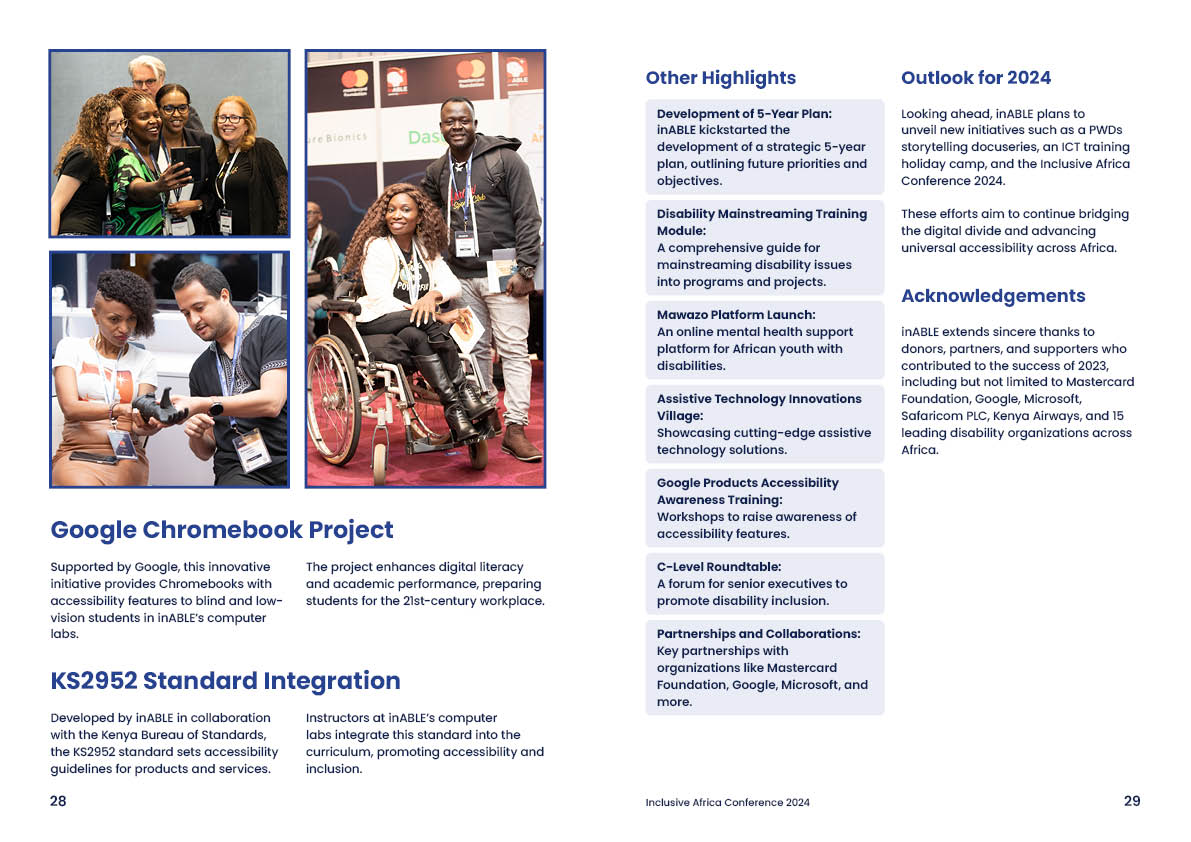 mastercard
foundation
inABLE
mastercard
foundation
ABLE
ure Bionics
Das
Google Chromebook Project
Supported by Google, this innovative
initiative provides Chromebooks with
accessibility features to blind and low-
vision students in inABLE's computer
labs.
The project enhances digital literacy
and academic performance, preparing
students for the 21st-century workplace.
KS2952 Standard Integration
Developed by inABLE in collaboration
with the Kenya Bureau of Standards,
the KS2952 standard sets accessibility
guidelines for products and services.
Instructors at inABLE's computer
labs integrate this standard into the
curriculum, promoting accessibility and
inclusion.
28
Other Highlights
Development of 5-Year Plan:
inABLE kickstarted the
development of a strategic 5-year
plan, outlining future priorities and
objectives.
Disability Mainstreaming Training
Module:
A comprehensive guide for
mainstreaming disability issues
into programs and projects.
Mawazo Platform Launch:
An online mental health support
platform for African youth with
disabilities.
Assistive Technology Innovations
Village:
Showcasing cutting-edge assistive
technology solutions.
Google Products Accessibility
Awareness Training:
Workshops to raise awareness of
accessibility features.
C-Level Roundtable:
A forum for senior executives to
promote disability inclusion.
Partnerships and Collaborations:
Key partnerships with
organizations like Mastercard
Foundation, Google, Microsoft, and
more.
Outlook for 2024
Looking ahead, inABLE plans to
unveil new initiatives such as a PWDs
storytelling docuseries, an ICT training
holiday camp, and the Inclusive Africa
Conference 2024.
These efforts aim to continue bridging
the digital divide and advancing
universal accessibility across Africa.
Acknowledgements
inABLE extends sincere thanks to
donors, partners, and supporters who
contributed to the success of 2023,
including but not limited to Mastercard
Foundation, Google, Microsoft,
Safaricom PLC, Kenya Airways, and 15
leading disability organizations across
Africa.
Inclusive Africa Conference 2024
29